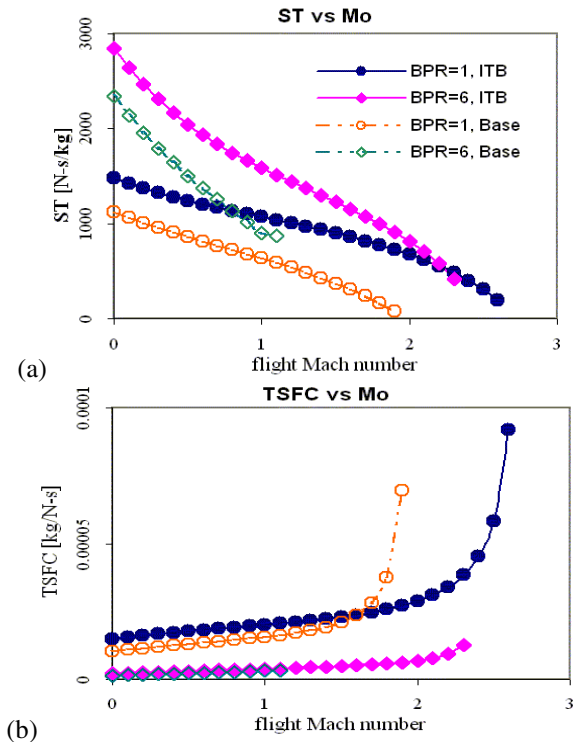 ST vs Mo
3000
2000
1000
0
ST [N-s/kg]
BPR=1, ITB
BPR=6, ITB
BPR=1, Base
BPR=6, Base
0 1 2 3
flight Mach number
(a)
TSFC vs Mo
0.0001
0.00005
0
TSFC [kg/N-s]
0 1 2 3
flight Mach number
(b)